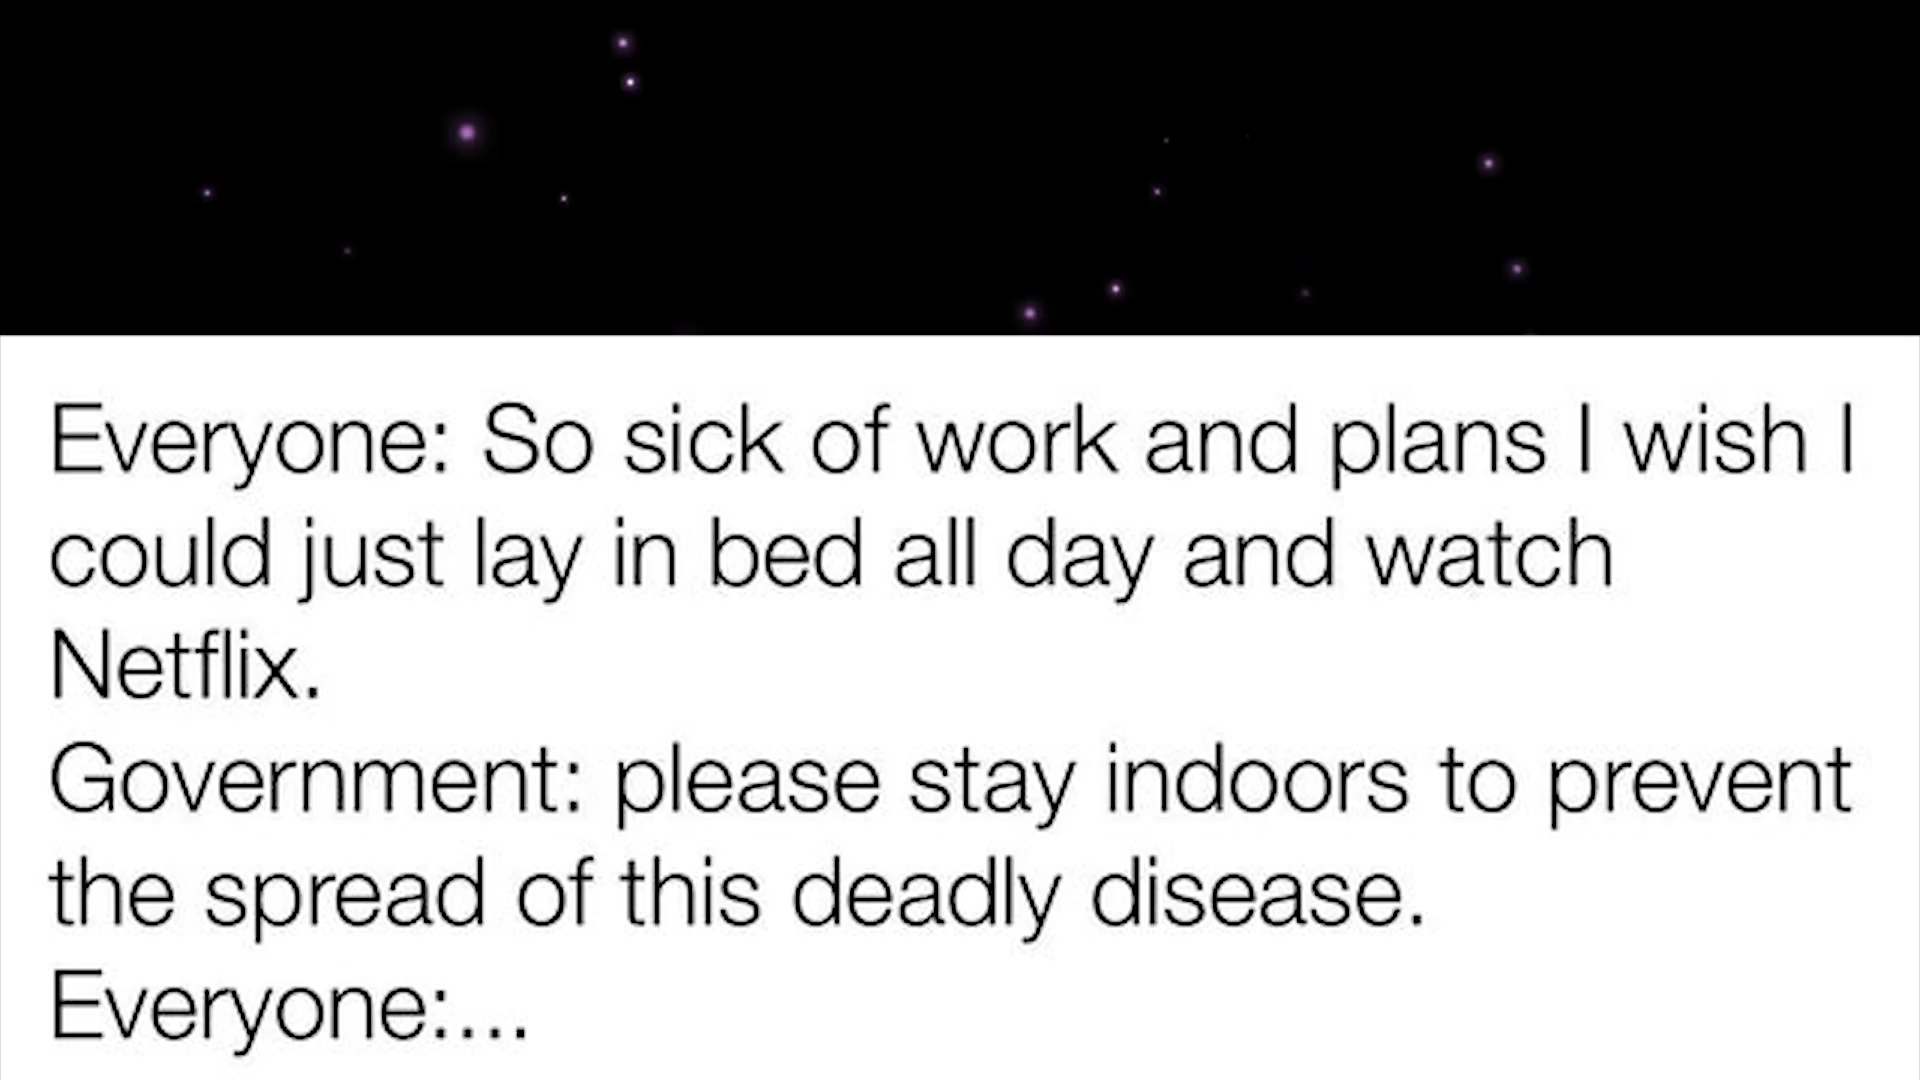 Everyone: So sick of work and plans I wish I
could just lay in bed all day and watch
Netflix.
Government: please stay indoors to prevent
the spread of this deadly disease.
Everyone:...